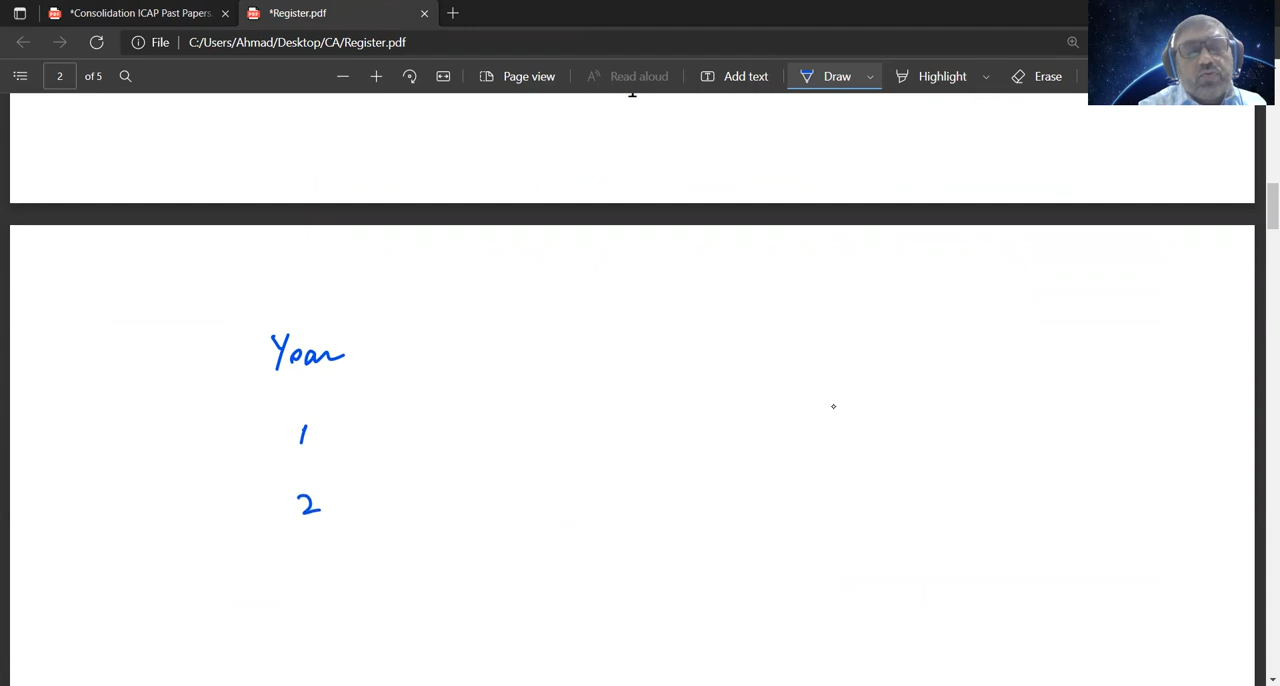 *Consolidation ICAP Past Papers.
*Register.pdf
File C:/Users/Ahmad/Desktop/CA/Register.pdf
2 of 5 Page view Read aloud Add text Draw Highlight Erase
Year
1
2